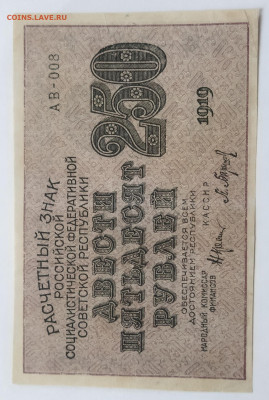 COINS.LAVE.RU
АВ-008
РАСЧЕТНЫЙ ЗНАК
РОССИЙСКОЙ
СОЦИАЛИСТИЧЕСКОЙ ФЕДЕРАТИВНОЙ
СОВЕТСКОЙ РЕСПУБЛИКИ
250
ДВЕСТИ
ПЯТЬДЕСЯТ
РУБЛЕЙ
1919
ОБЕСПЕЧИВАЕТСЯ ВСЕМ
ДОСТОЯНИЕМ РЕСПУБЛИКИ
НАРОДНЫЙ КОМИССАР
ФИНАНСОВ
КАССИР